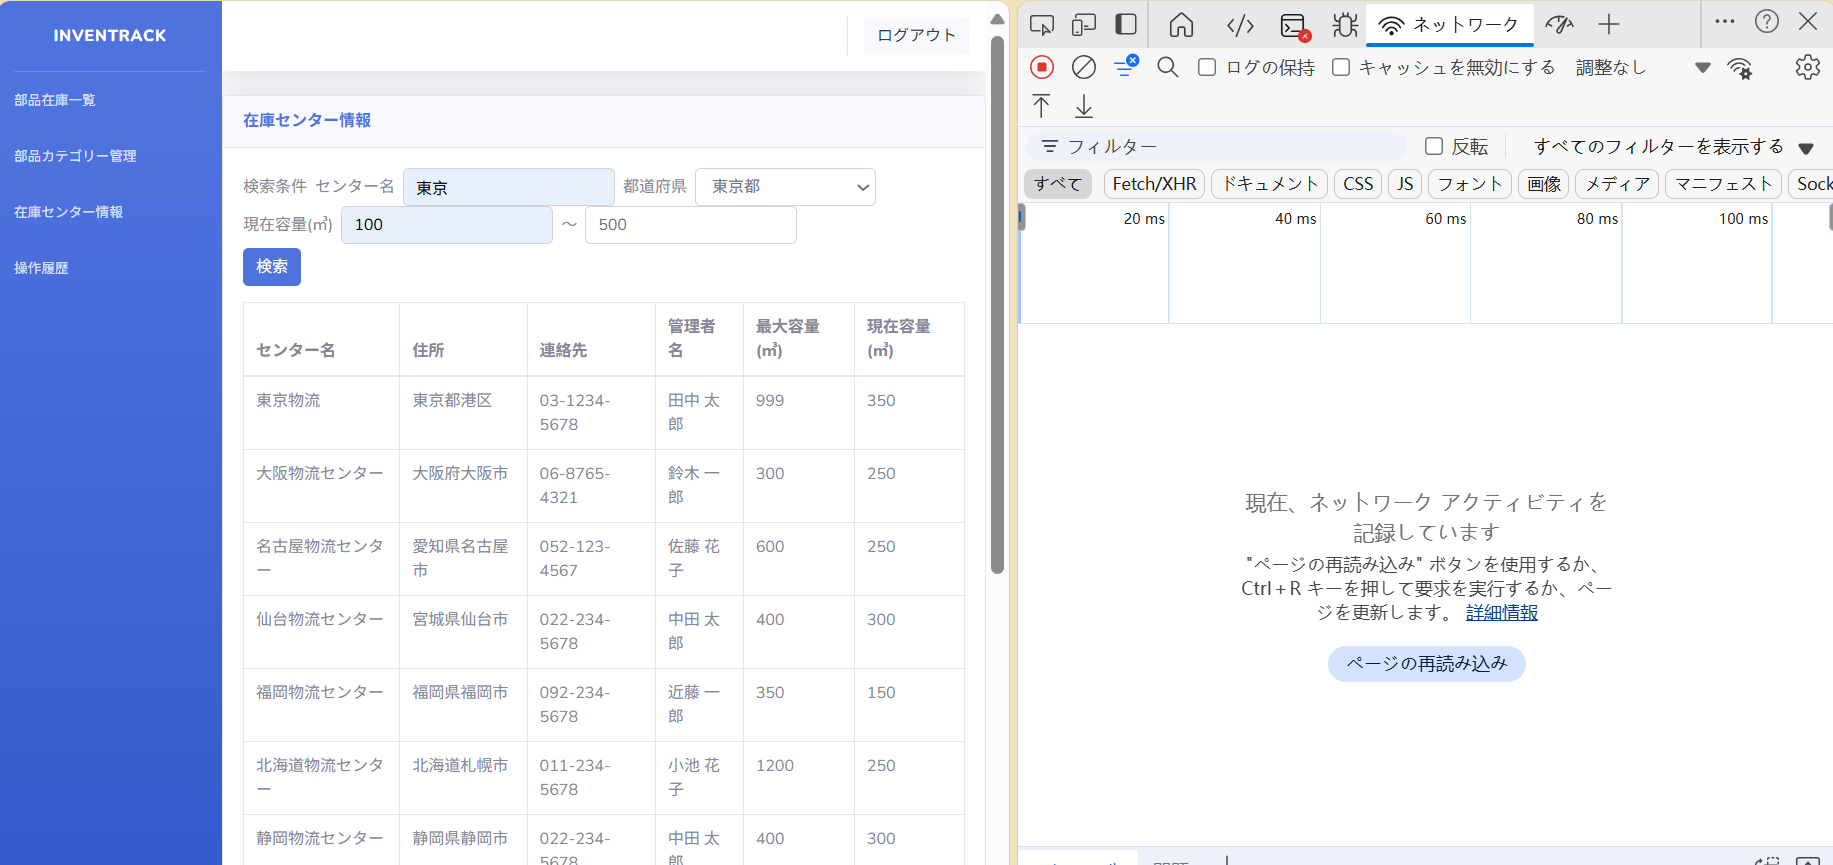 INVENTRACK
部品在庫一覧
部品カテゴリー管理
在庫センター情報
操作履歴
ログアウト
在庫センター情報
検索条件 センター名 東京 都道府県 東京都
現在容量(㎥) 100 ～ 500
検索
センター名 住所 連絡先 管理者名 最大容量(㎥) 現在容量(㎥)
東京物流 東京都港区 03-1234-5678 田中 太郎 999 350
大阪物流センター 大阪府大阪市 06-8765-4321 鈴木 一郎 300 250
名古屋物流センター 愛知県名古屋市 052-123-4567 佐藤 花子 600 250
仙台物流センター 宮城県仙台市 022-234-5678 中田 太郎 400 300
福岡物流センター 福岡県福岡市 092-234-5678 近藤 一郎 350 150
北海道物流センター 北海道札幌市 011-234-5678 小池 花子 1200 250
静岡物流センター 静岡県静岡市 022-234-5678 中田 太郎 400 300
ネットワーク
ログの保持 キャッシュを無効にする 調整なし
フィルター 反転 すべてのフィルターを表示する
すべて Fetch/XHR ドキュメント CSS JS フォント 画像 メディア マニフェスト Sock
20 ms 40 ms 60 ms 80 ms 100 ms
現在、ネットワーク アクティビティを
記録しています
"ページの再読み込み" ボタンを使用するか、
Ctrl＋R キーを押して要求を実行するか、ペー
ジを更新します。 詳細情報
ページの再読み込み